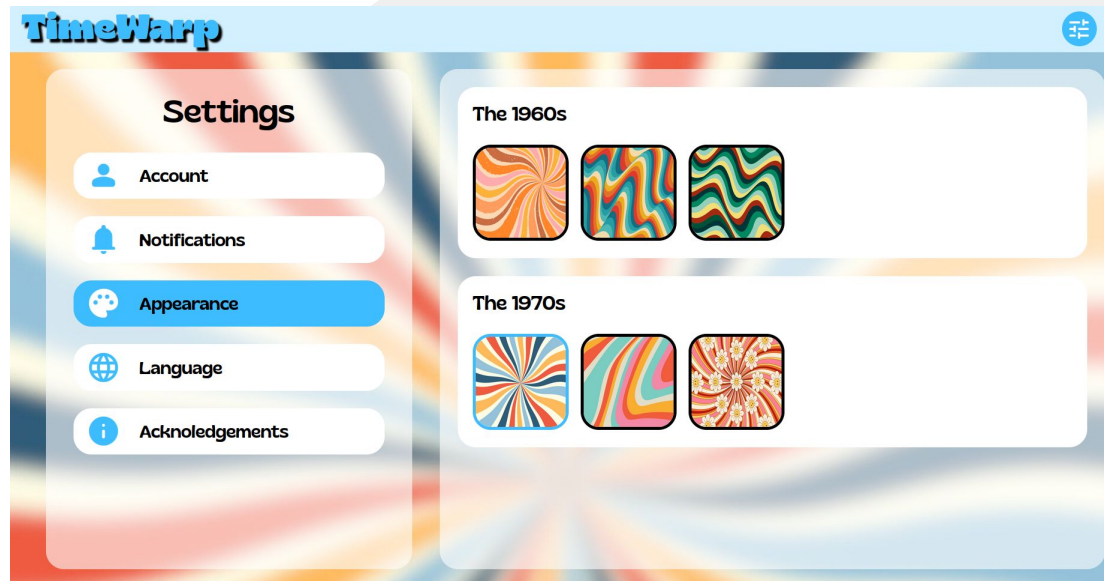 TimeWarp
Settings
Account
Notifications
Appearance
Language
Acknoledgements
The 1960s
The 1970s